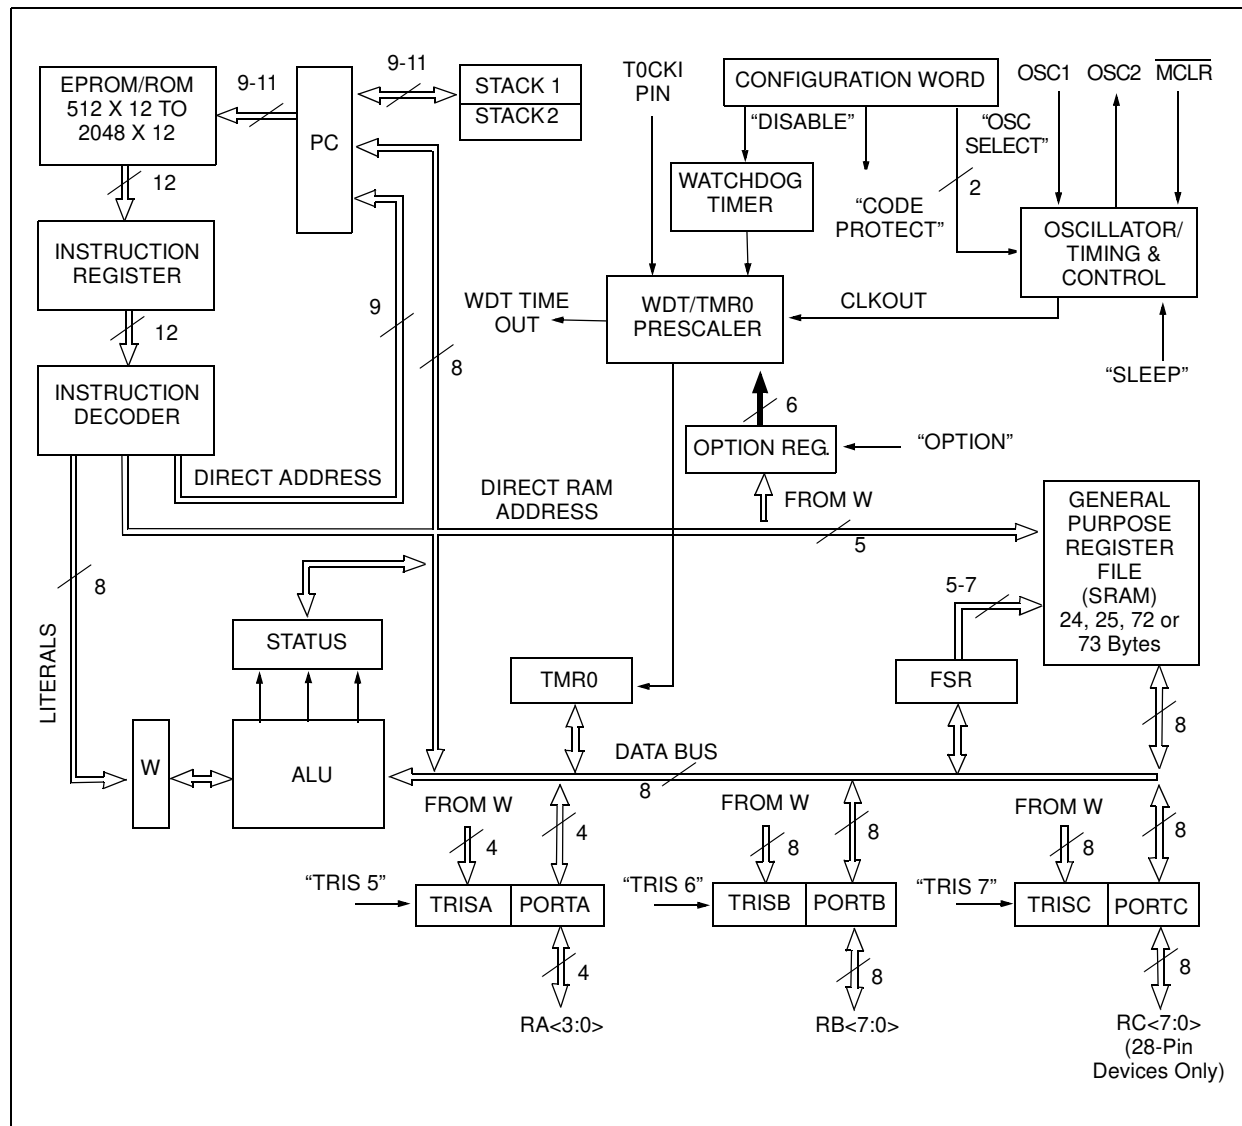 EPROM/ROM
512 X 12 TO
2048 X 12
9-11
PC
9-11
STACK 1
STACK 2
T0CKI
PIN
CONFIGURATION WORD
OSC1
OSC2
MCLR
“DISABLE”
“OSC
SELECT”
2
WATCHDOG
TIMER
“CODE
PROTECT”
OSCILLATOR/
TIMING &
CONTROL
12
INSTRUCTION
REGISTER
12
INSTRUCTION
DECODER
9
8
WDT TIME
OUT
WDT/TMR0
PRESCALER
CLKOUT
“SLEEP”
6
OPTION REG.
“OPTION”
DIRECT ADDRESS
DIRECT RAM
ADDRESS
FROM W
5
GENERAL
PURPOSE
REGISTER
FILE
(SRAM)
24, 25, 72 or
73 Bytes
8
LITERALS
STATUS
5-7
TMR0
FSR
8
W
ALU
DATA BUS
8
FROM W
4
4
FROM W
8
8
FROM W
8
8
“TRIS 5”
TRISA
PORTA
“TRIS 6”
TRISB
PORTB
“TRIS 7”
TRISC
PORTC
4
8
8
RA<3:0>
RB<7:0>
RC<7:0>
(28-Pin
Devices Only)